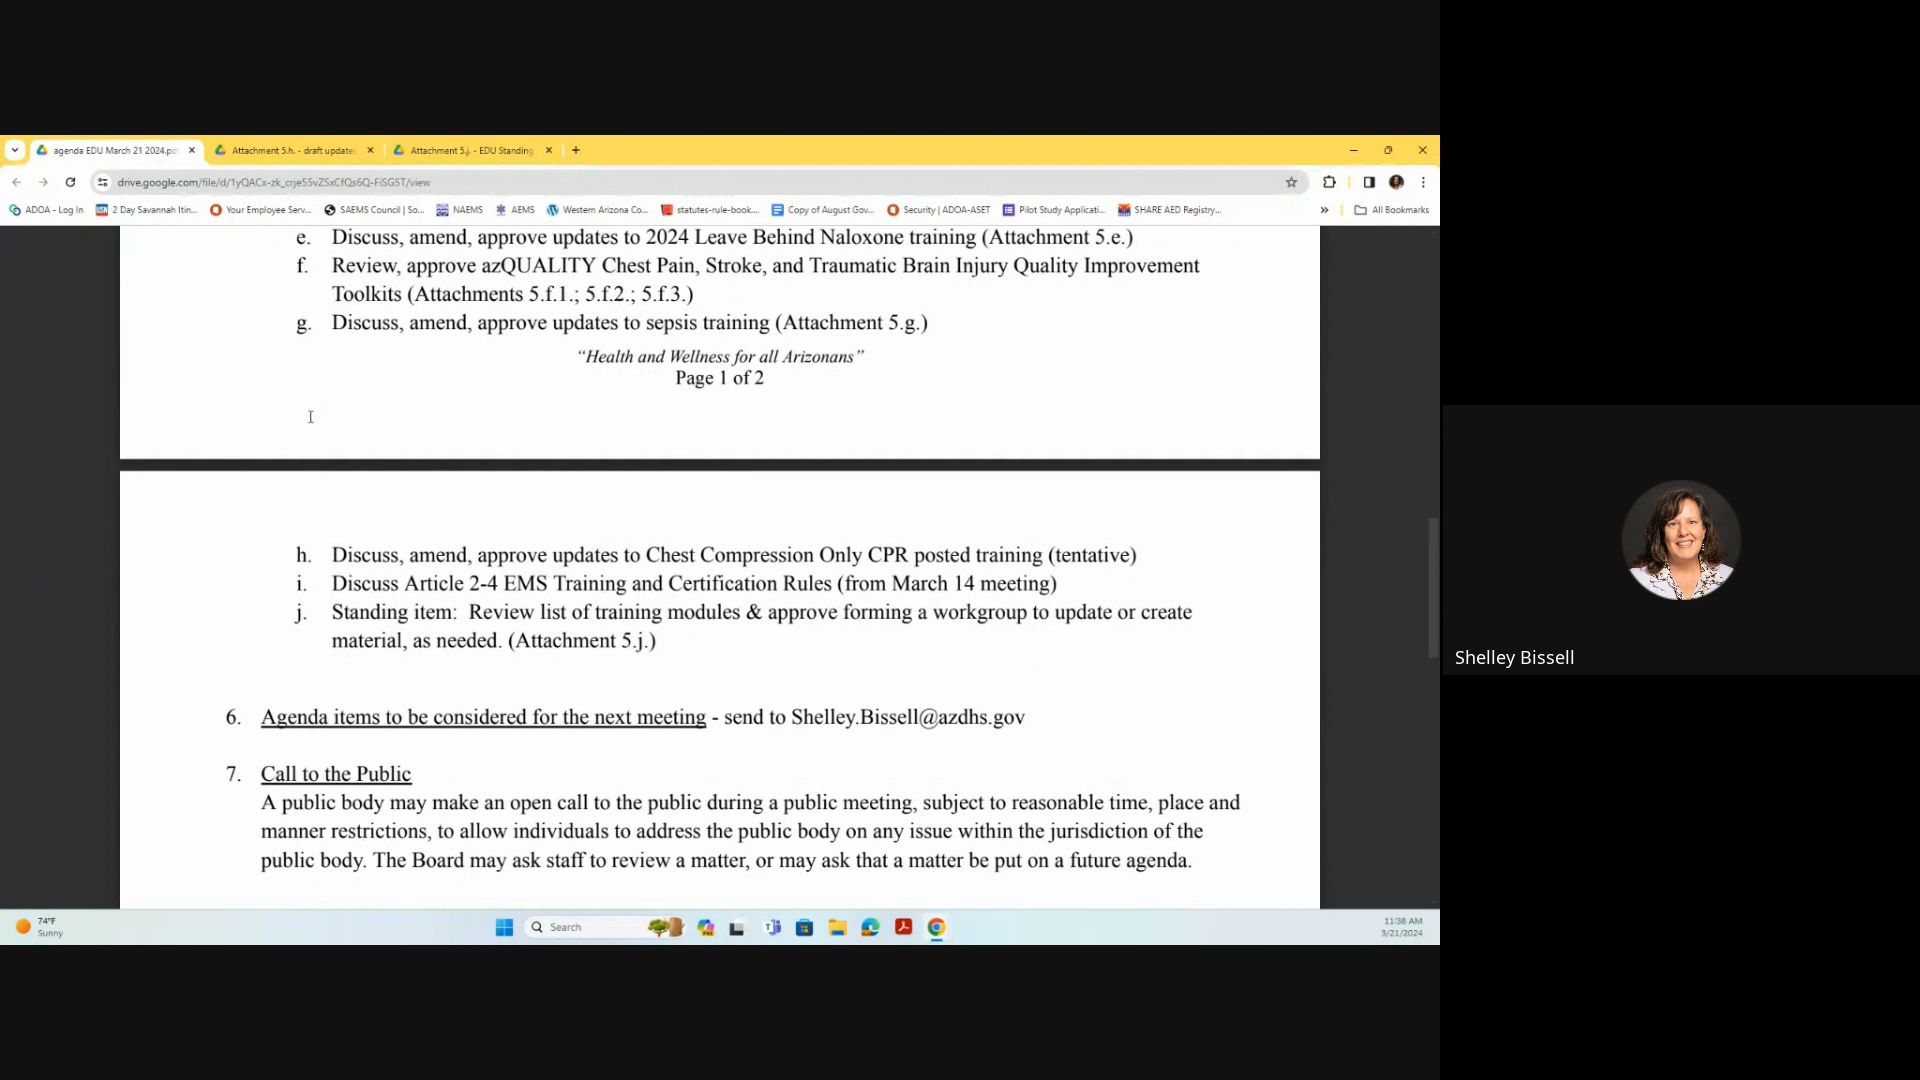 agenda EDU March 21 2024.pd
Attachment 5.h. - draft update:
Attachment 5.j. - EDU Standing
drive.google.com/file/d/1yQACx-zk_crje55vZSxCfQs6Q-FiSG5T/view
ADOA - Log In
2 Day Savannah Itin...
Your Employee Serv...
SAEMS Council | So...
NAEMS
AEMS
Western Arizona Co...
statutes-rule-book....
Copy of August Gov...
Security | ADOA-ASET
Pilot Study Applicati...
SHARE AED Registry...
All Bookmarks
e. Discuss, amend, approve updates to 2024 Leave Behind Naloxone training (Attachment 5.e.)
f. Review, approve azQUALITY Chest Pain, Stroke, and Traumatic Brain Injury Quality Improvement
Toolkits (Attachments 5.f.1.; 5.f.2.; 5.f.3.)
g. Discuss, amend, approve updates to sepsis training (Attachment 5.g.)
“Health and Wellness for all Arizonans”
Page 1 of 2
h. Discuss, amend, approve updates to Chest Compression Only CPR posted training (tentative)
i. Discuss Article 2-4 EMS Training and Certification Rules (from March 14 meeting)
j. Standing item: Review list of training modules & approve forming a workgroup to update or create
material, as needed. (Attachment 5.j.)
6. Agenda items to be considered for the next meeting - send to Shelley.Bissell@azdhs.gov
7. Call to the Public
A public body may make an open call to the public during a public meeting, subject to reasonable time, place and
manner restrictions, to allow individuals to address the public body on any issue within the jurisdiction of the
public body. The Board may ask staff to review a matter, or may ask that a matter be put on a future agenda.
Shelley Bissell
74°F
Sunny
Search
11:38 AM
3/21/2024